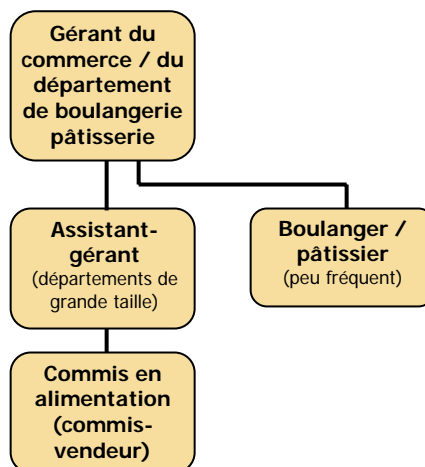 Gérant du
commerce / du
département
de boulangerie
pâtisserie
Assistant-
gérant
(départements de
grande taille)
Boulanger /
pâtissier
(peu fréquent)
Commis en
alimentation
(commis-
vendeur)